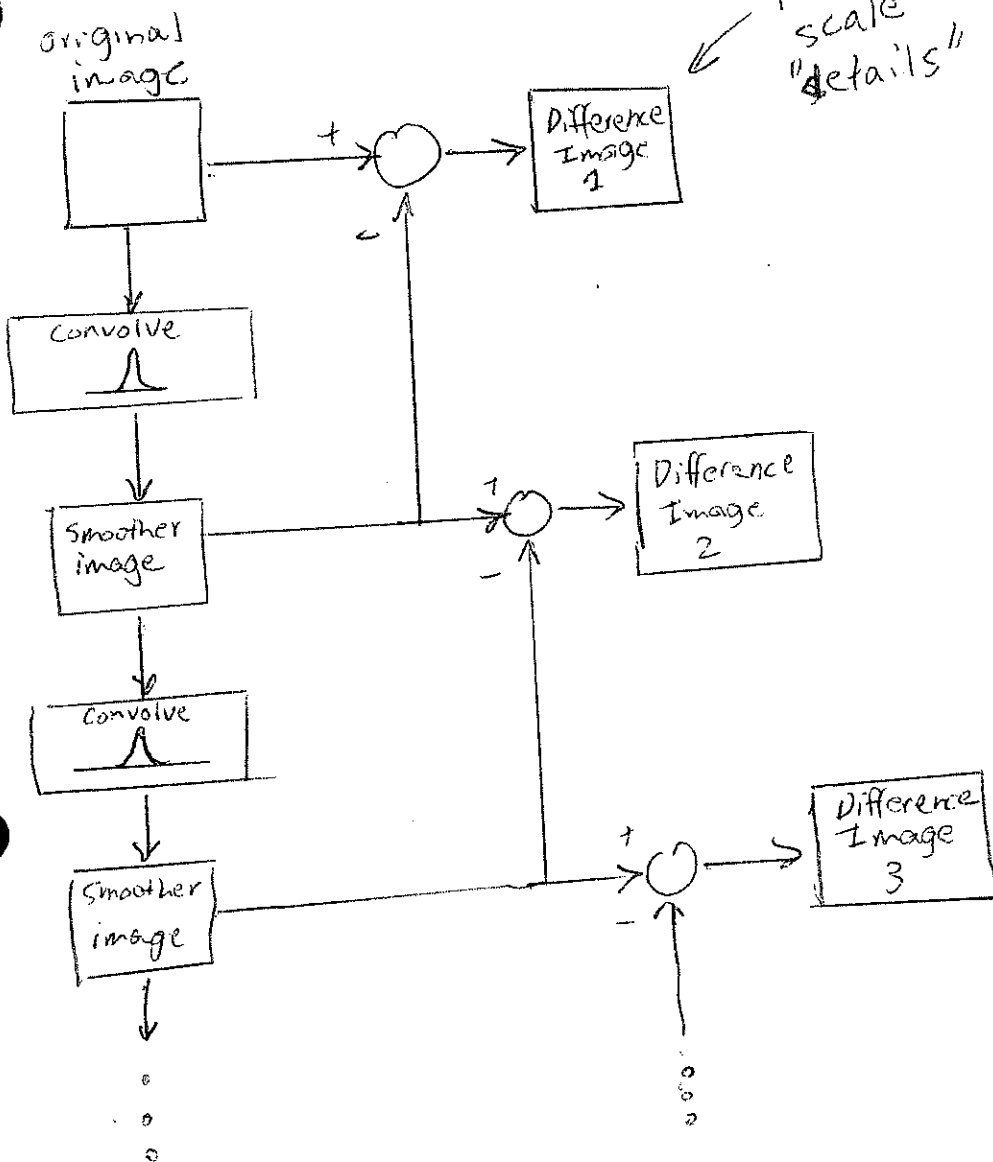 original
image
scale
"details"
+
Difference
Image
1
-
convolve
Smoother
image
+
Difference
Image
2
-
convolve
Smoother
image
+
Difference
Image
3
-